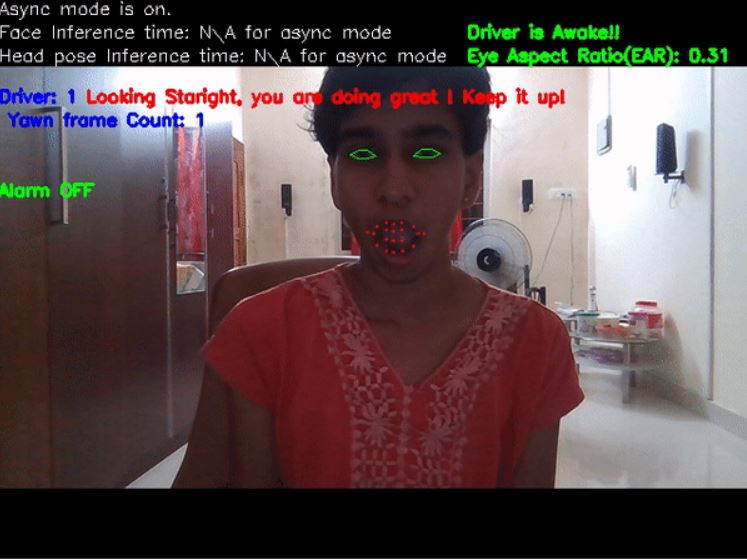 Async mode is on.
Face Inference time: N\A for async mode
Driver is Awake!!
Head pose Inference time: N\A for async mode
Eye Aspect Ratio(EAR): 0.31
Driver: 1 Looking Staright, you are doing great ! Keep it up!
Yawn frame Count: 1
Alarm OFF